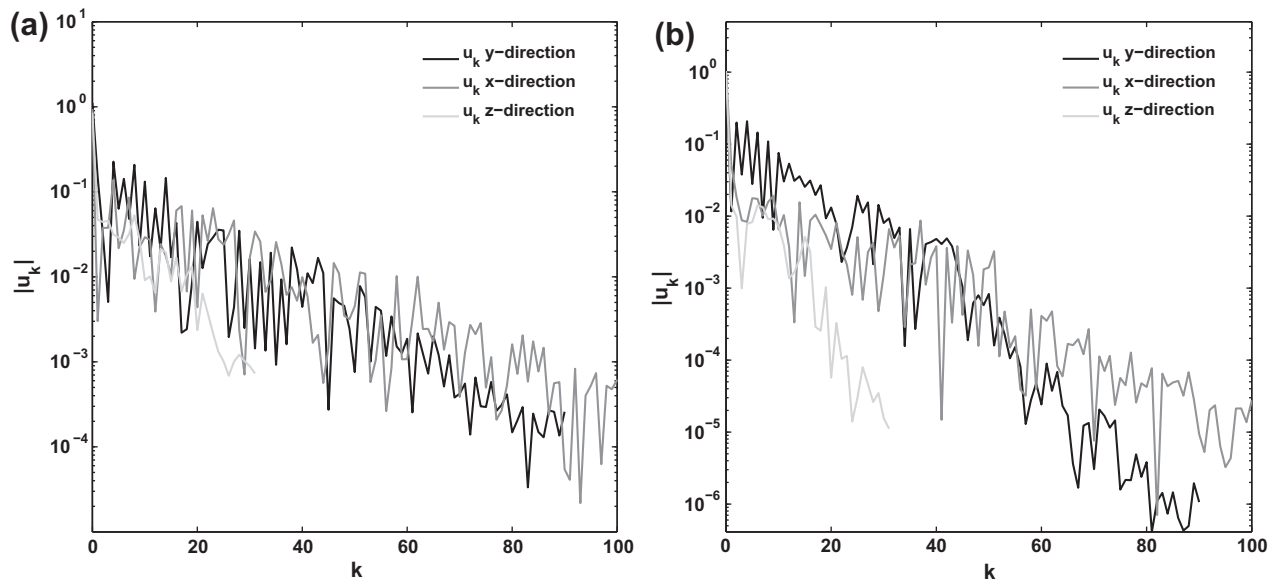 (a)
10^1
10^0
10^−1
10^−2
10^−3
10^−4
|u_k|
0 20 40 60 80 100
k
u_k y−direction
u_k x−direction
u_k z−direction
(b)
10^0
10^−1
10^−2
10^−3
10^−4
10^−5
10^−6
|u_k|
0 20 40 60 80 100
k
u_k y−direction
u_k x−direction
u_k z−direction